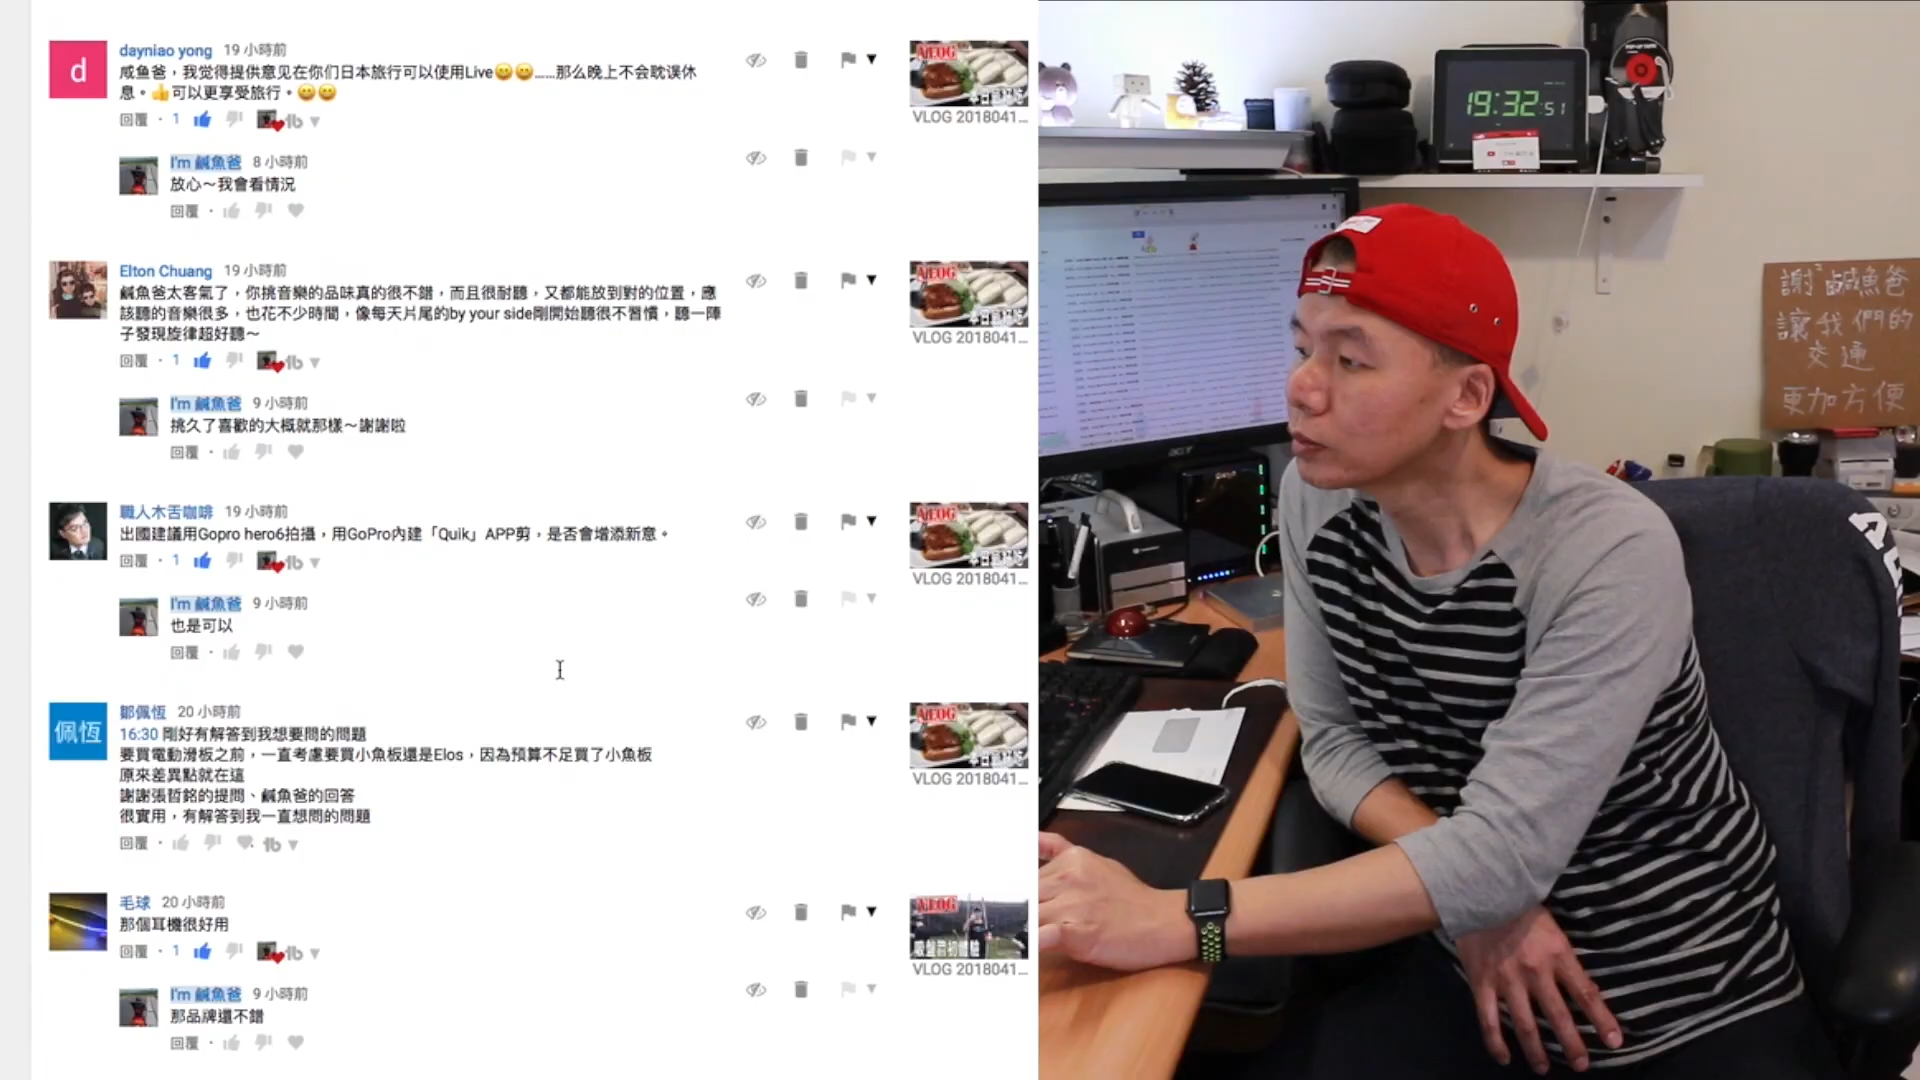 dayniao yong 19 小時前
咸鱼爸，我觉得提供意见在你们日本旅行可以使用Live😀😀......那么晚上不会耽误休
息。👍可以更享受旅行。😀😀
回覆 · 1
VLOG 2018041...
I'm 鹹魚爸 8 小時前
放心～我會看情況
回覆 ·
Elton Chuang 19 小時前
鹹魚爸太客氣了，你挑音樂的品味真的很不錯，而且很耐聽，又都能放到對的位置，應
該聽的音樂很多，也花不少時間，像每天片尾的by your side剛開始聽很不習慣，聽一陣
子發現旋律超好聽～
回覆 · 1
VLOG 2018041...
I'm 鹹魚爸 9 小時前
挑久了喜歡的大概就那樣～謝謝啦
回覆 ·
職人木舌咖啡 19 小時前
出國建議用Gopro hero6拍攝，用GoPro內建「Quik」APP剪，是否會增添新意。
回覆 · 1
VLOG 2018041...
I'm 鹹魚爸 9 小時前
也是可以
回覆 ·
佩恆
鄒佩恆 20 小時前
16:30 剛好有解答到我想要問的問題
要買電動滑板之前，一直考慮要買小魚板還是Elos，因為預算不足買了小魚板
原來差異點就在這
謝謝張哲銘的提問、鹹魚爸的回答
很實用，有解答到我一直想問的問題
回覆 ·
VLOG 2018041...
毛球 20 小時前
那個耳機很好用
回覆 · 1
VLOG 2018041...
I'm 鹹魚爸 9 小時前
那品牌還不錯
回覆 ·
d
VLOG
VLOG
VLOG
VLOG
VLOG
19:32:51
acer
謝謝鹹魚爸
讓我們的
交通
更加方便